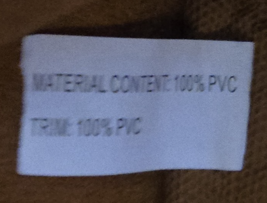 MATERIAL CONTENT: 100% PVC
TRIM: 100% PVC